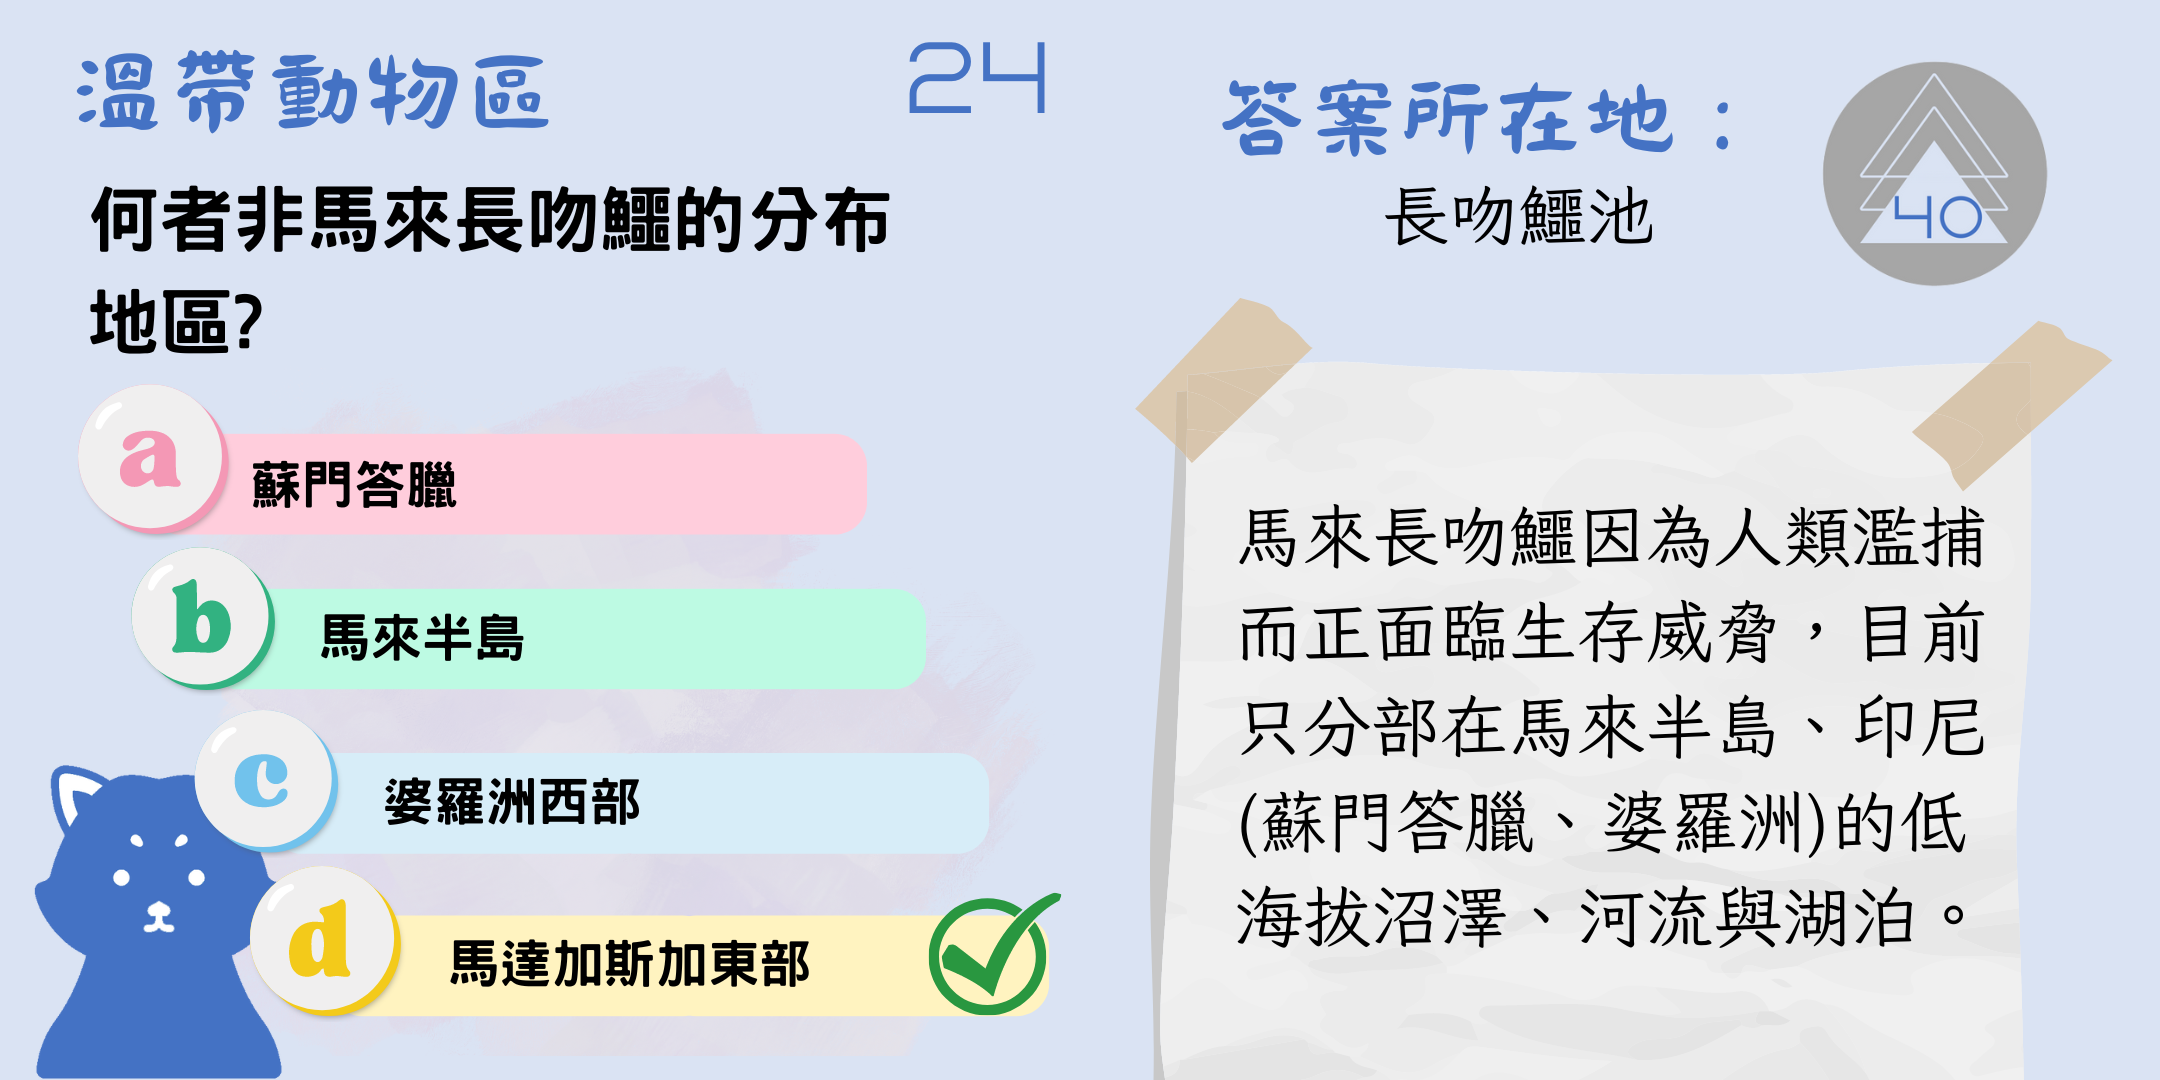 溫帶動物區
24
何者非馬來長吻鱷的分布
地區?
a
蘇門答臘
b
馬來半島
c
婆羅洲西部
d
馬達加斯加東部
答案所在地：
長吻鱷池
40
馬來長吻鱷因為人類濫捕
而正面臨生存威脅，目前
只分部在馬來半島、印尼
(蘇門答臘、婆羅洲)的低
海拔沼澤、河流與湖泊。